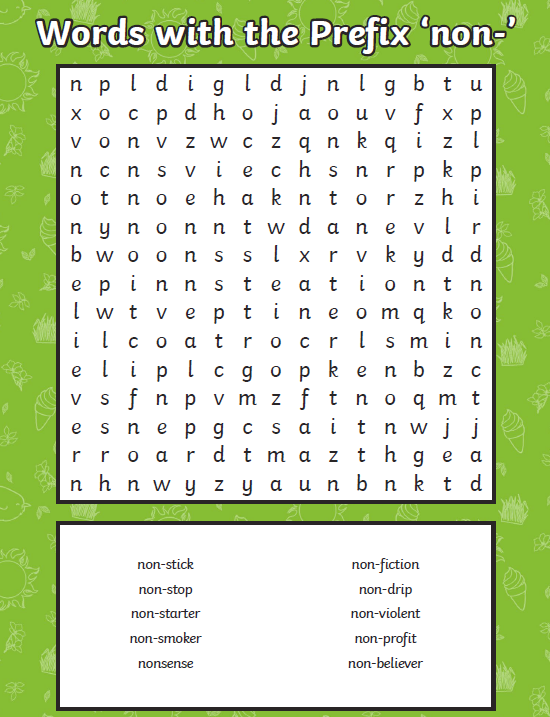 Words with the Prefix ‘non-’
n p l d i g l d j n l g b t u
x o c p d h o j a o u v f x p
v o n v z w c z q n k q i z l
n c n s v i e c h s n r p k p
o t n o e h a k n t o r z h i
n y n o n n t w d a n e v l r
b w o o n s s l x r v k y d d
e p i n n s t e a t i o n t n
l w t v e p t i n e o m q k o
i l c o a t r o c r l s m i n
e l i p l c g o p k e n b z c
v s f n p v m z f t n o q m t
e s n e p g c s a i t n w j j
r r o a r d t m a z t h g e a
n h n w y z y a u n b n k t d
non-stick non-fiction
non-stop non-drip
non-starter non-violent
non-smoker non-profit
nonsense non-believer